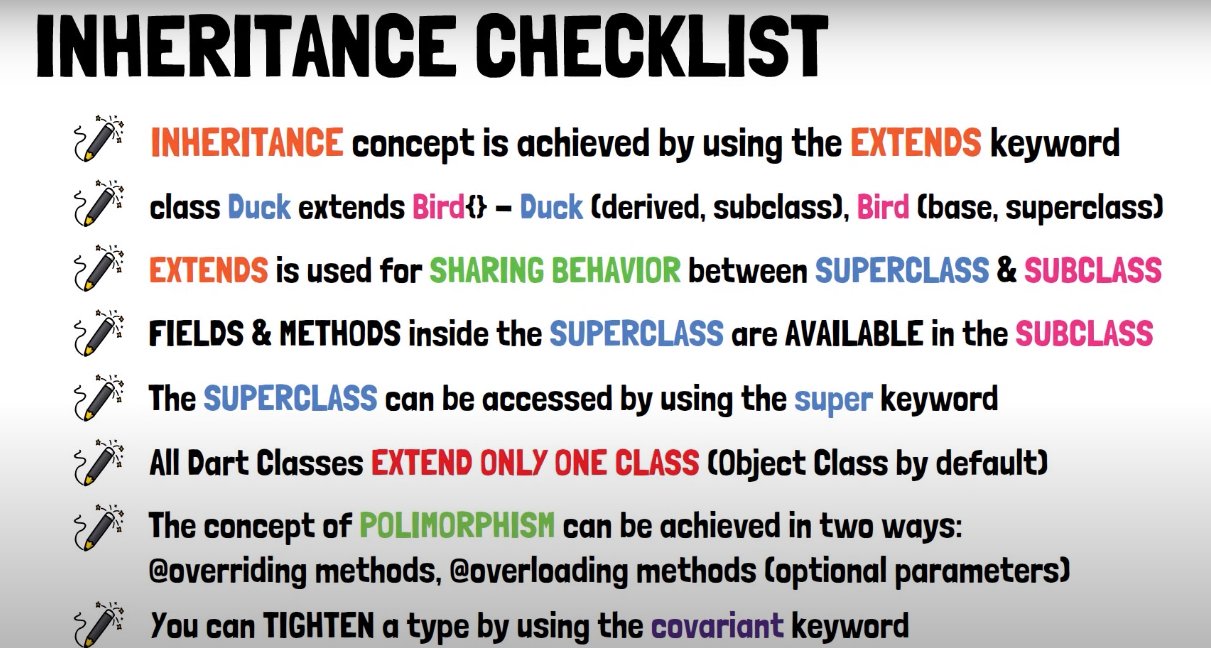 INHERITANCE CHECKLIST
INHERITANCE concept is achieved by using the EXTENDS keyword
class Duck extends Bird{} – Duck (derived, subclass), Bird (base, superclass)
EXTENDS is used for SHARING BEHAVIOR between SUPERCLASS & SUBCLASS
FIELDS & METHODS inside the SUPERCLASS are AVAILABLE in the SUBCLASS
The SUPERCLASS can be accessed by using the super keyword
All Dart Classes EXTEND ONLY ONE CLASS (Object Class by default)
The concept of POLIMORPHISM can be achieved in two ways:
@overriding methods, @overloading methods (optional parameters)
You can TIGHTEN a type by using the covariant keyword